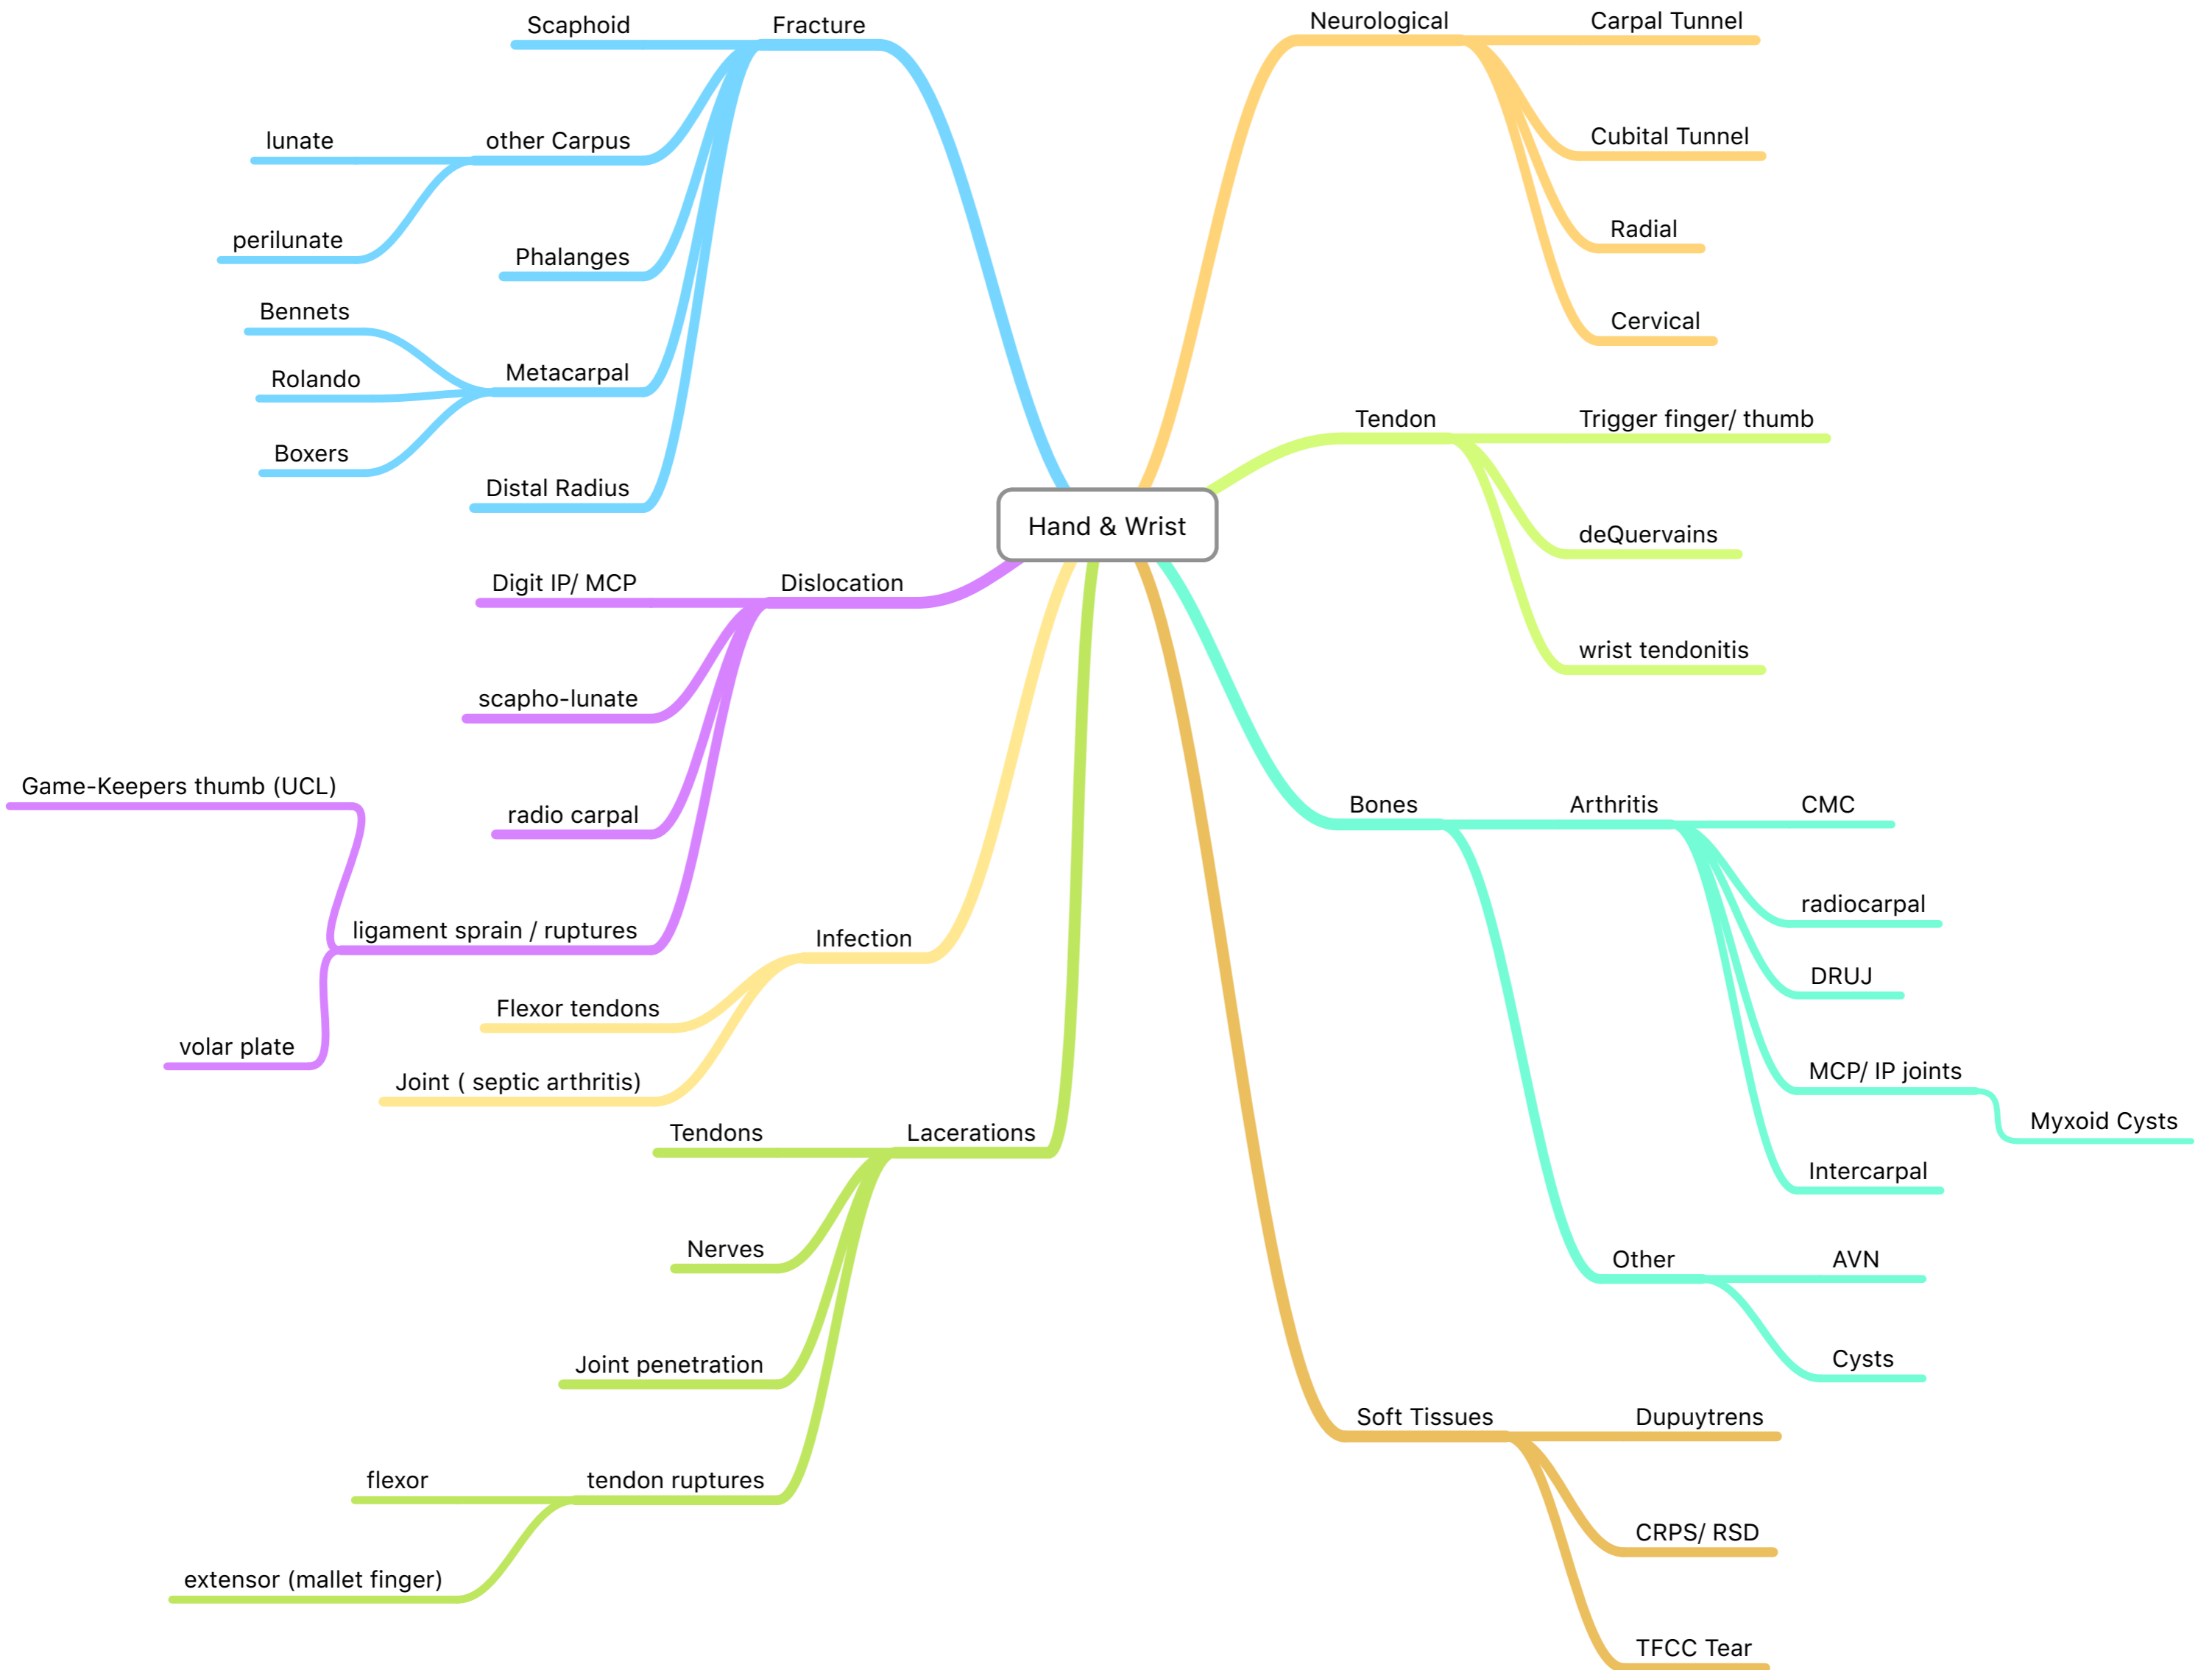 Hand & Wrist
Fracture
Scaphoid
other Carpus
lunate
perilunate
Phalanges
Metacarpal
Bennets
Rolando
Boxers
Distal Radius
Dislocation
Digit IP/ MCP
scapho-lunate
radio carpal
ligament sprain / ruptures
Game-Keepers thumb (UCL)
volar plate
Infection
Flexor tendons
Joint ( septic arthritis)
Lacerations
Tendons
Nerves
Joint penetration
tendon ruptures
flexor
extensor (mallet finger)
Neurological
Carpal Tunnel
Cubital Tunnel
Radial
Cervical
Tendon
Trigger finger/ thumb
deQuervains
wrist tendonitis
Bones
Arthritis
CMC
radiocarpal
DRUJ
MCP/ IP joints
Myxoid Cysts
Intercarpal
Other
AVN
Cysts
Soft Tissues
Dupuytrens
CRPS/ RSD
TFCC Tear